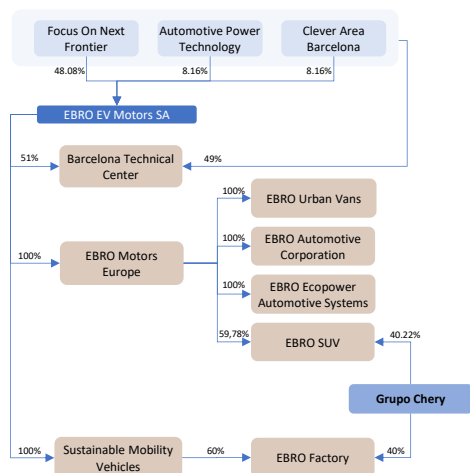 Focus On Next
Frontier
Automotive Power
Technology
Clever Area
Barcelona
48.08%
8.16%
8.16%
EBRO EV Motors SA
51%
Barcelona Technical
Center
49%
100%
EBRO Urban Vans
100%
EBRO Motors
Europe
100%
EBRO Automotive
Corporation
100%
EBRO Ecopower
Automotive Systems
59,78%
EBRO SUV
40.22%
Grupo Chery
100%
Sustainable Mobility
Vehicles
60%
EBRO Factory
40%